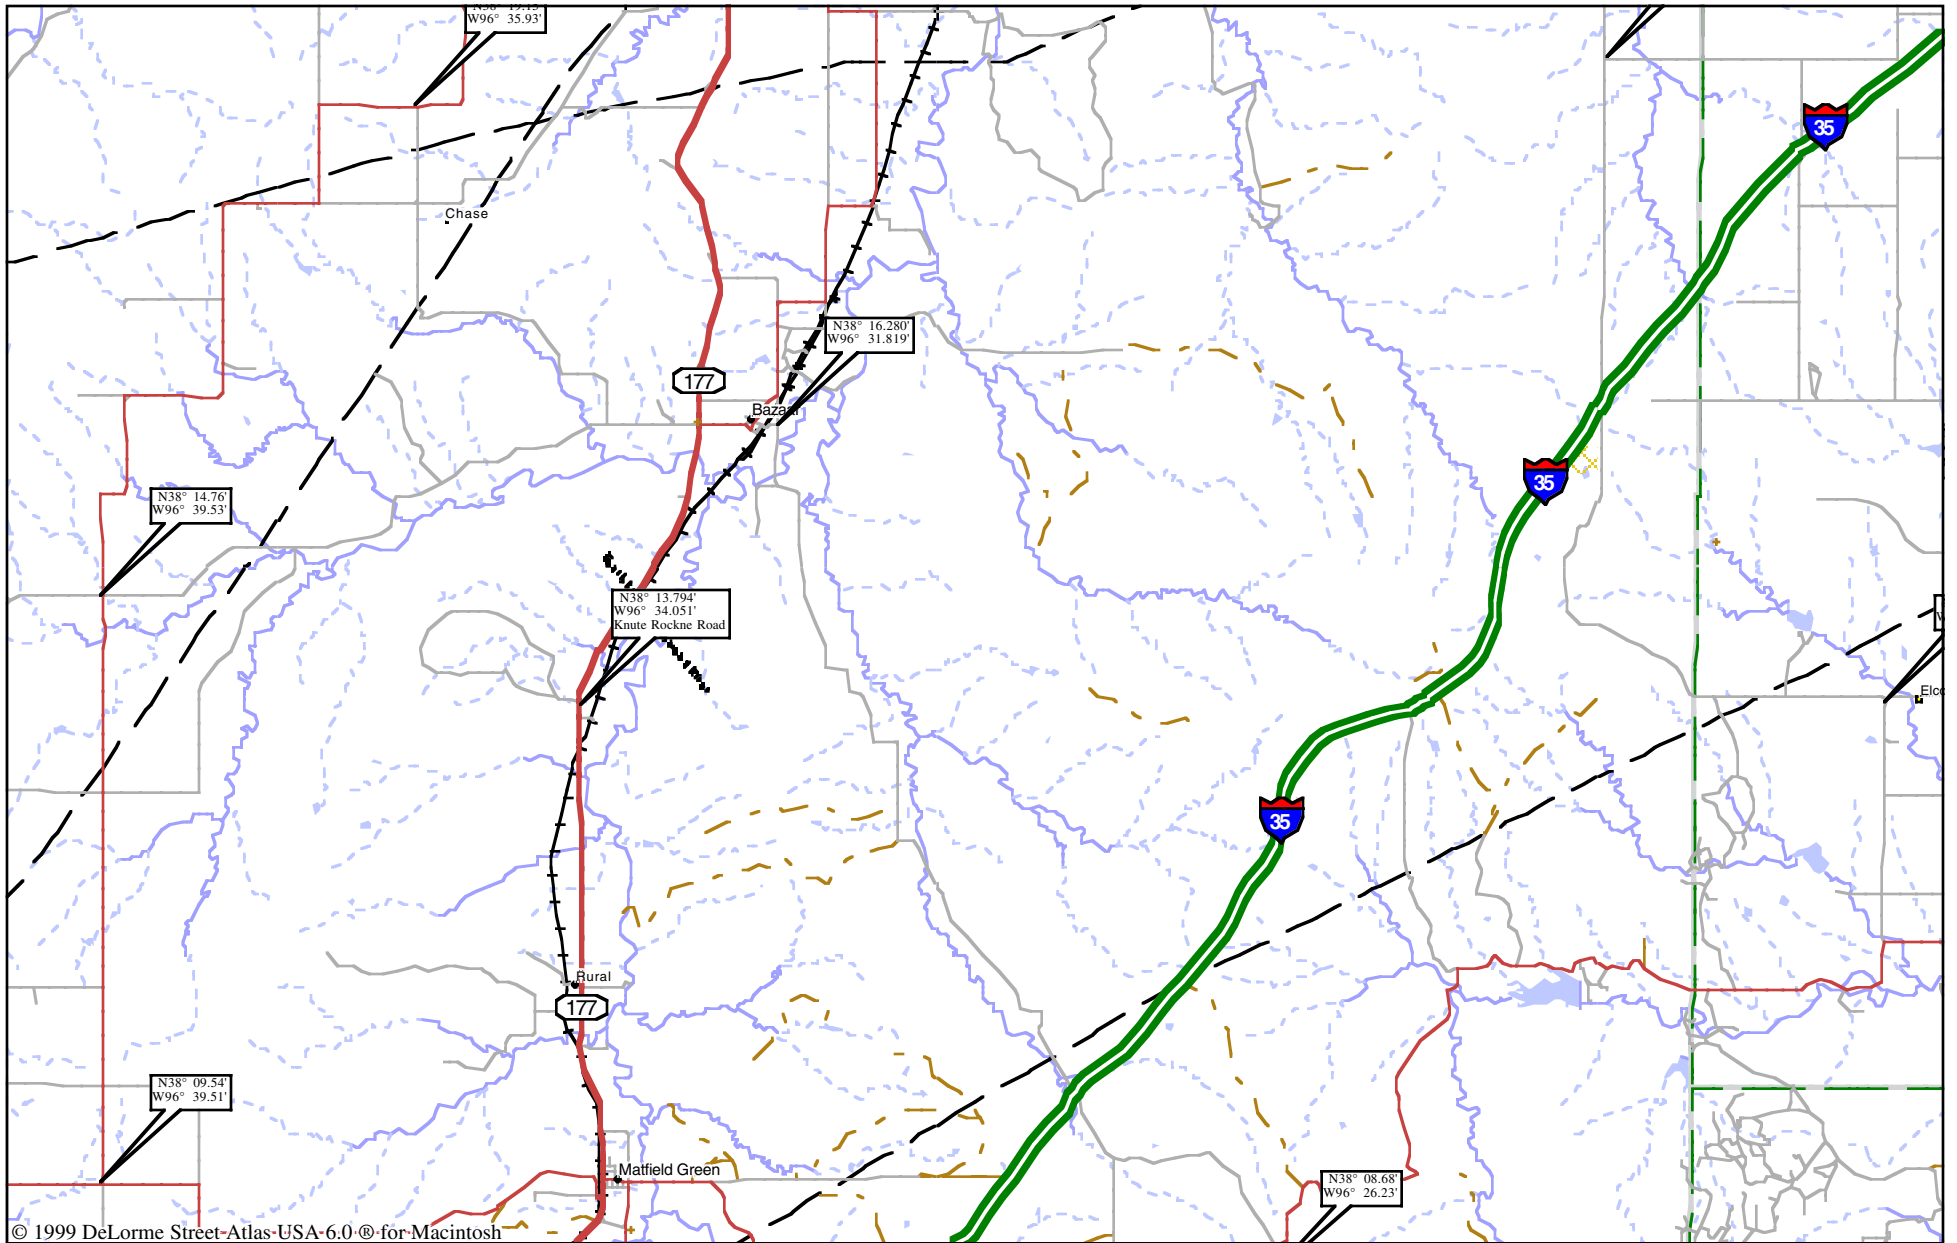 W96° 35.93'
35
Chase
N38° 16.280'
W96° 31.819'
177
Bazaar
35
N38° 14.76'
W96° 39.53'
N38° 13.794'
W96° 34.051'
Knute Rockne Road
35
Rural
177
N38° 09.54'
W96° 39.51'
Matfield Green
N38° 08.68'
W96° 26.23'
© 1999 DeLorme Street Atlas USA 6.0 ® for Macintosh